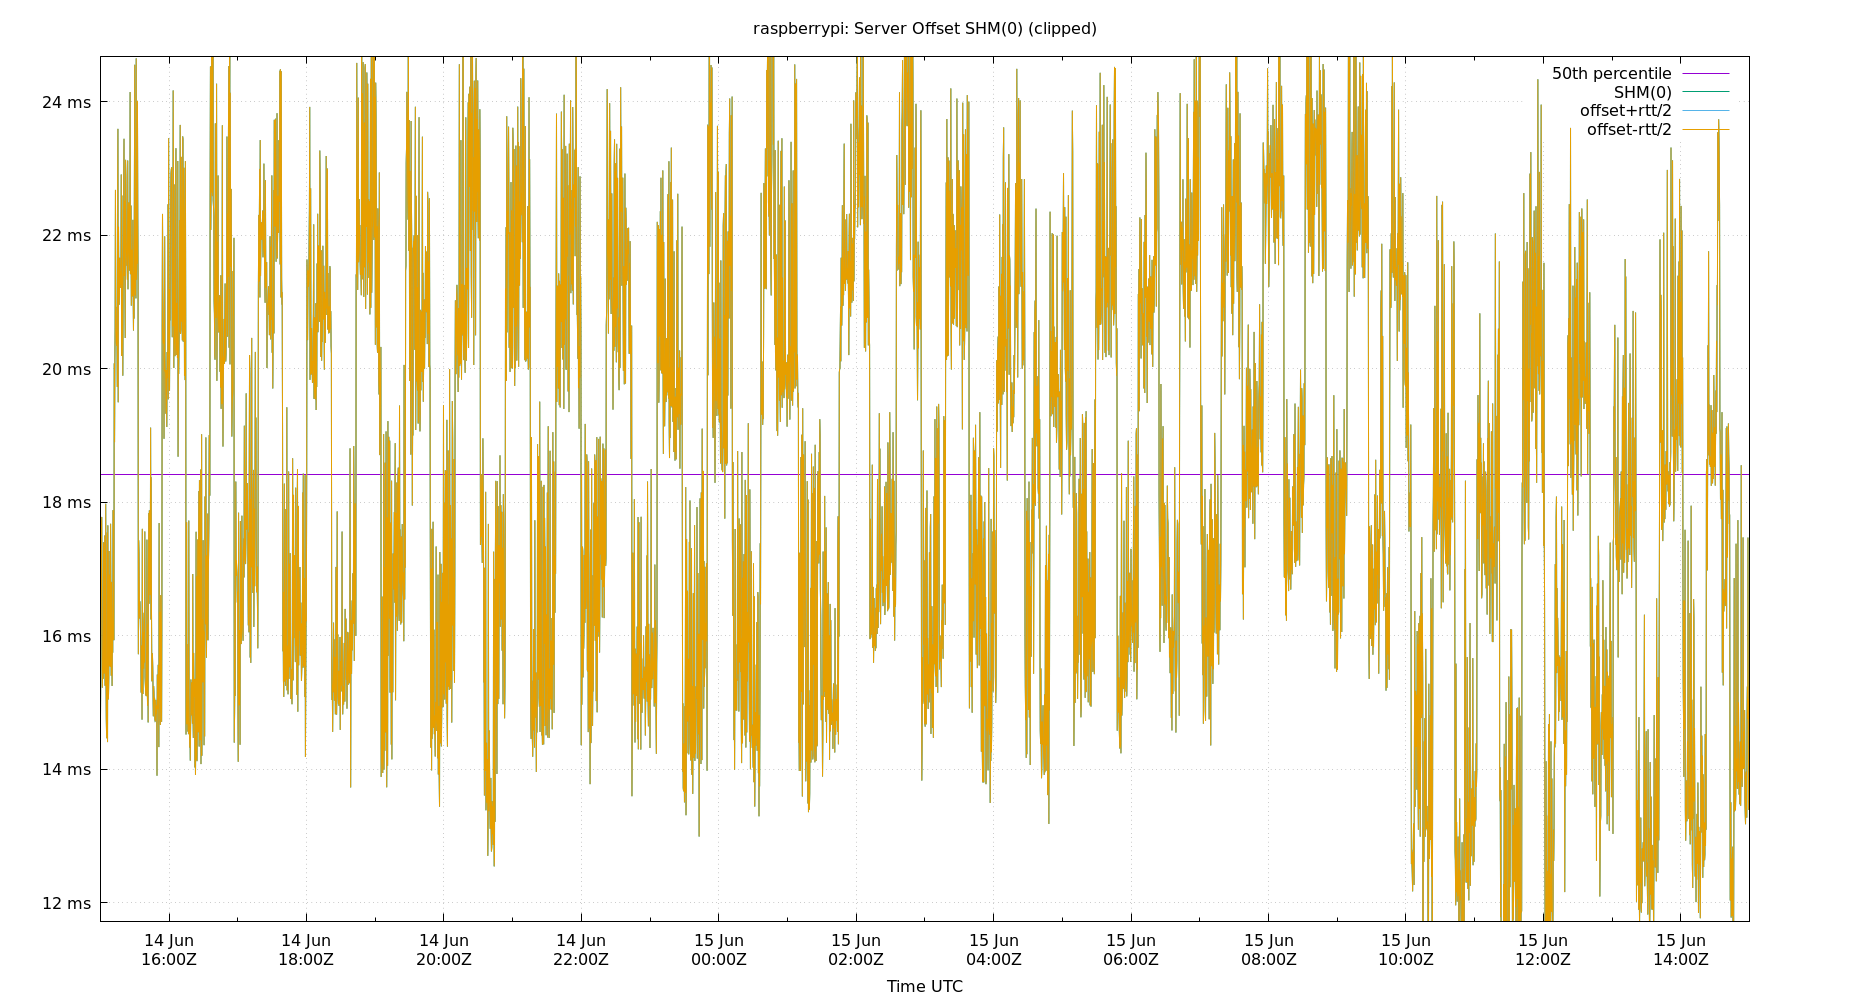 raspberrypi: Server Offset SHM(0) (clipped)
50th percentile
SHM(0)
offset+rtt/2
offset-rtt/2
24 ms
22 ms
20 ms
18 ms
16 ms
14 ms
12 ms
14 Jun 14 Jun 14 Jun 14 Jun 15 Jun 15 Jun 15 Jun 15 Jun 15 Jun 15 Jun 15 Jun 15 Jun
16:00Z 18:00Z 20:00Z 22:00Z 00:00Z 02:00Z 04:00Z 06:00Z 08:00Z 10:00Z 12:00Z 14:00Z
Time UTC